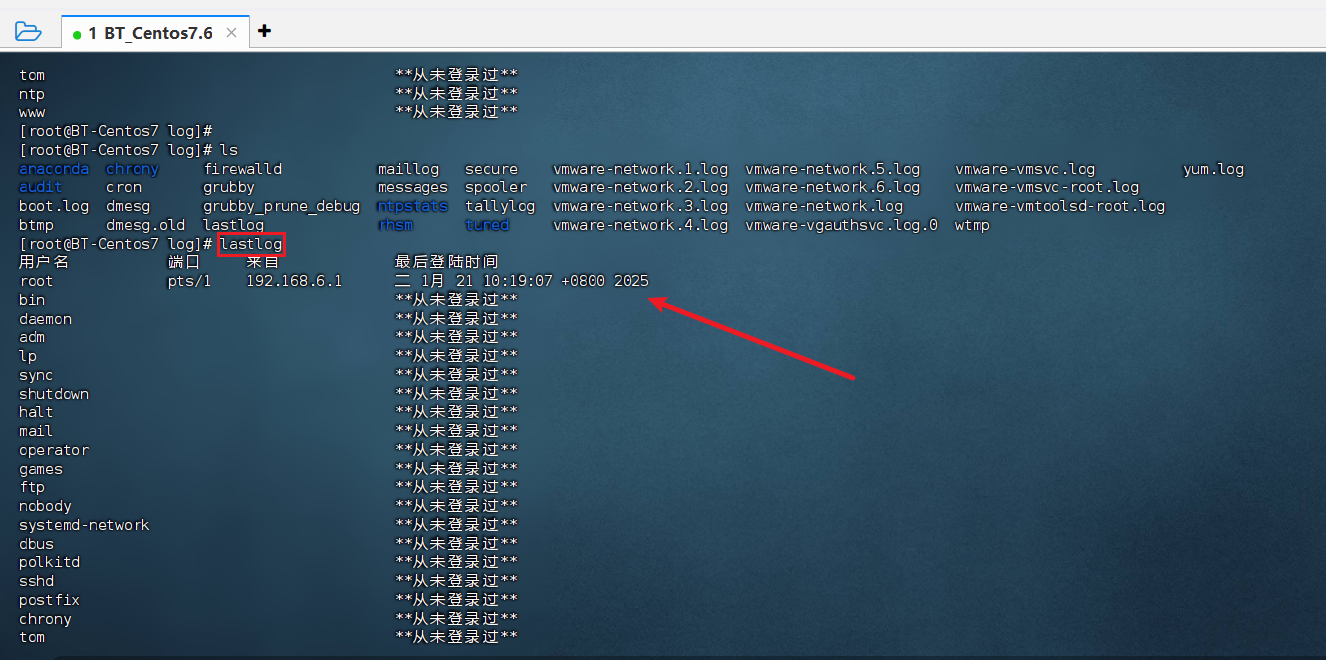 1 BT_Centos7.6 × +
tom **从未登录过**
ntp **从未登录过**
www **从未登录过**
[root@BT-Centos7 log]#
[root@BT-Centos7 log]# ls
anaconda chrony firewalld maillog secure vmware-network.1.log vmware-network.5.log vmware-vmsvc.log yum.log
audit cron grubby messages spooler vmware-network.2.log vmware-network.6.log vmware-vmsvc-root.log
boot.log dmesg grubby_prune_debug ntpstats tallylog vmware-network.3.log vmware-network.log vmware-vmtoolsd-root.log
btmp dmesg.old lastlog rhsm tuned vmware-network.4.log vmware-vgauthsvc.log.0 wtmp
[root@BT-Centos7 log]# lastlog
用户名 端口 来自 最后登陆时间
root pts/1 192.168.6.1 二 1月 21 10:19:07 +0800 2025
bin **从未登录过**
daemon **从未登录过**
adm **从未登录过**
lp **从未登录过**
sync **从未登录过**
shutdown **从未登录过**
halt **从未登录过**
mail **从未登录过**
operator **从未登录过**
games **从未登录过**
ftp **从未登录过**
nobody **从未登录过**
systemd-network **从未登录过**
dbus **从未登录过**
polkitd **从未登录过**
sshd **从未登录过**
postfix **从未登录过**
chrony **从未登录过**
tom **从未登录过**